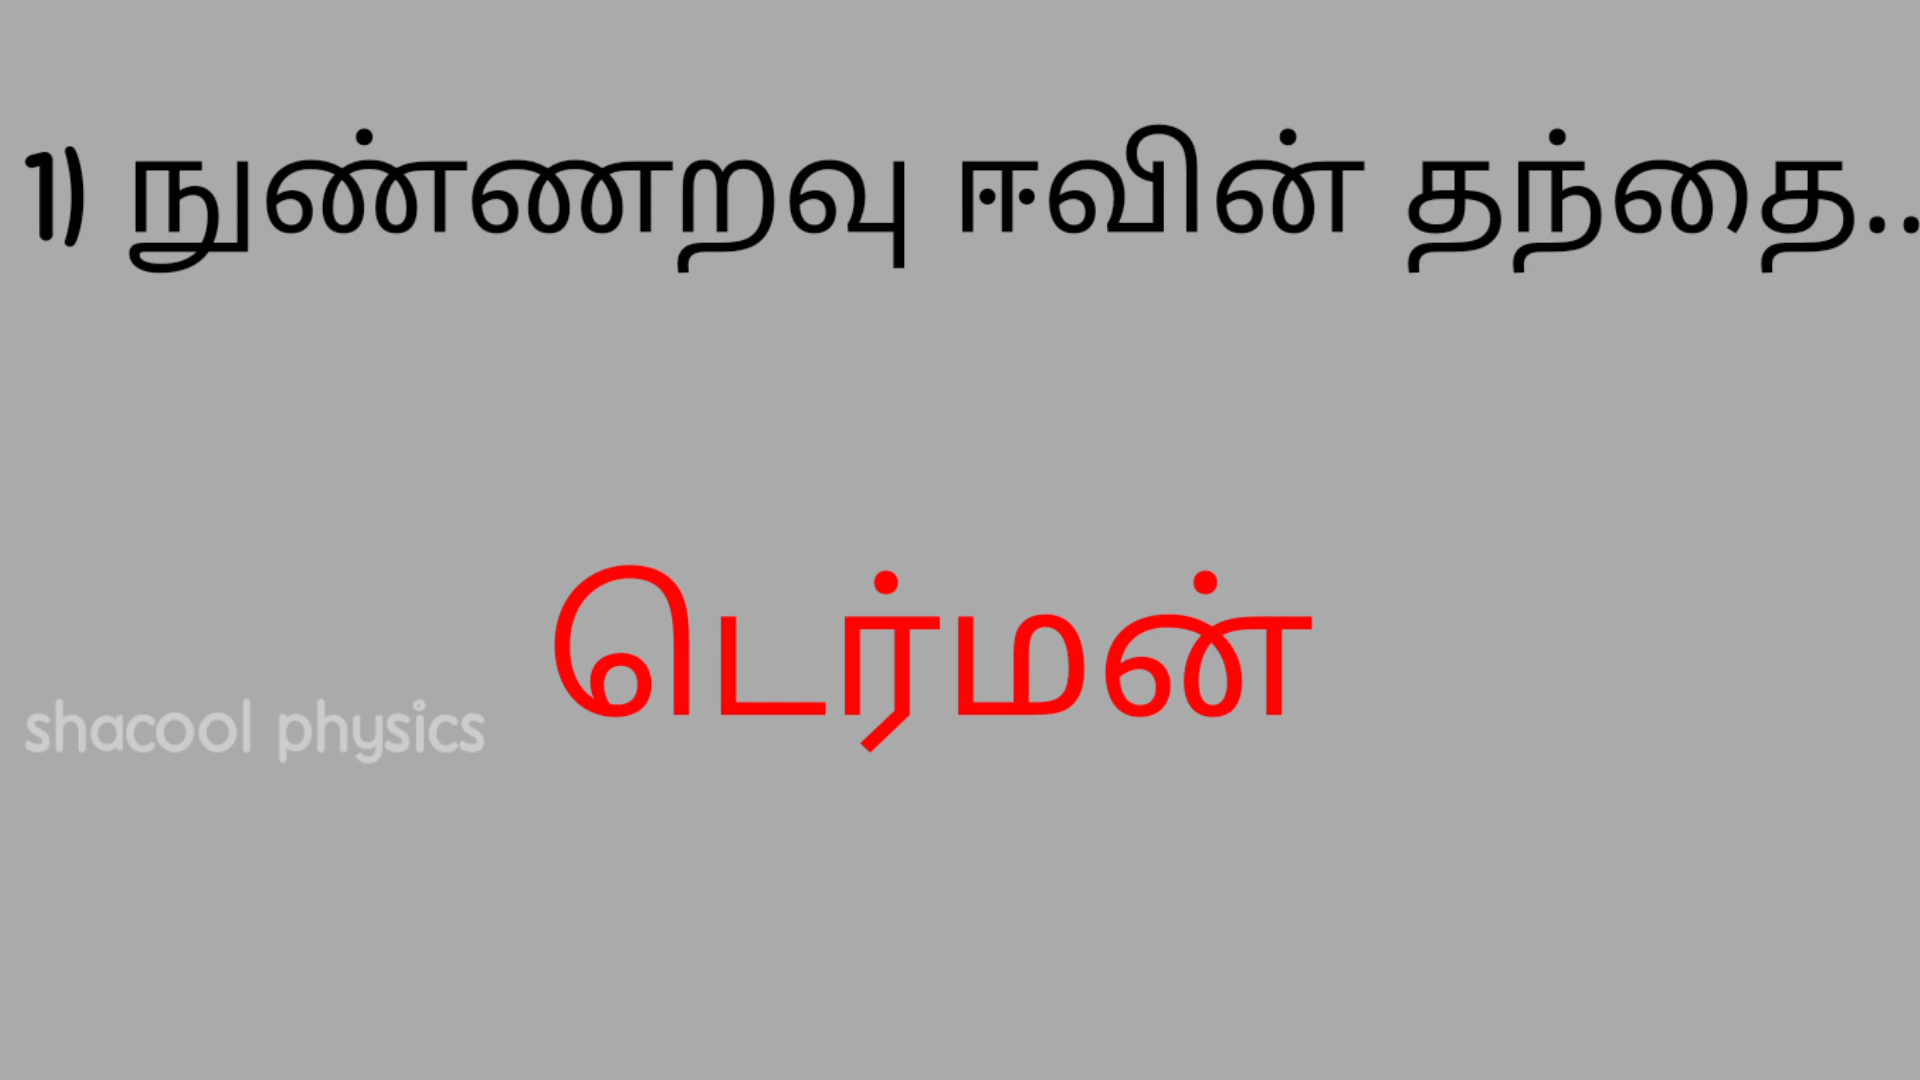 1) நுண்ணறவு ஈவின் தந்தை..
டெர்மன்
shacool physics